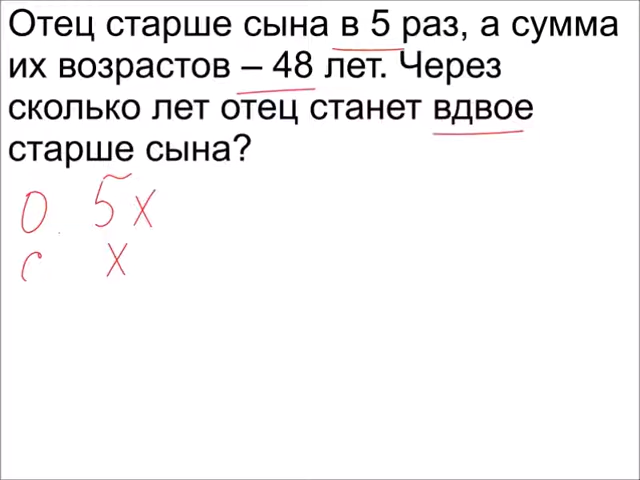 Отец старше сына в 5 раз, а сумма
их возрастов – 48 лет. Через
сколько лет отец станет вдвое
старше сына?
О. 5x
с x